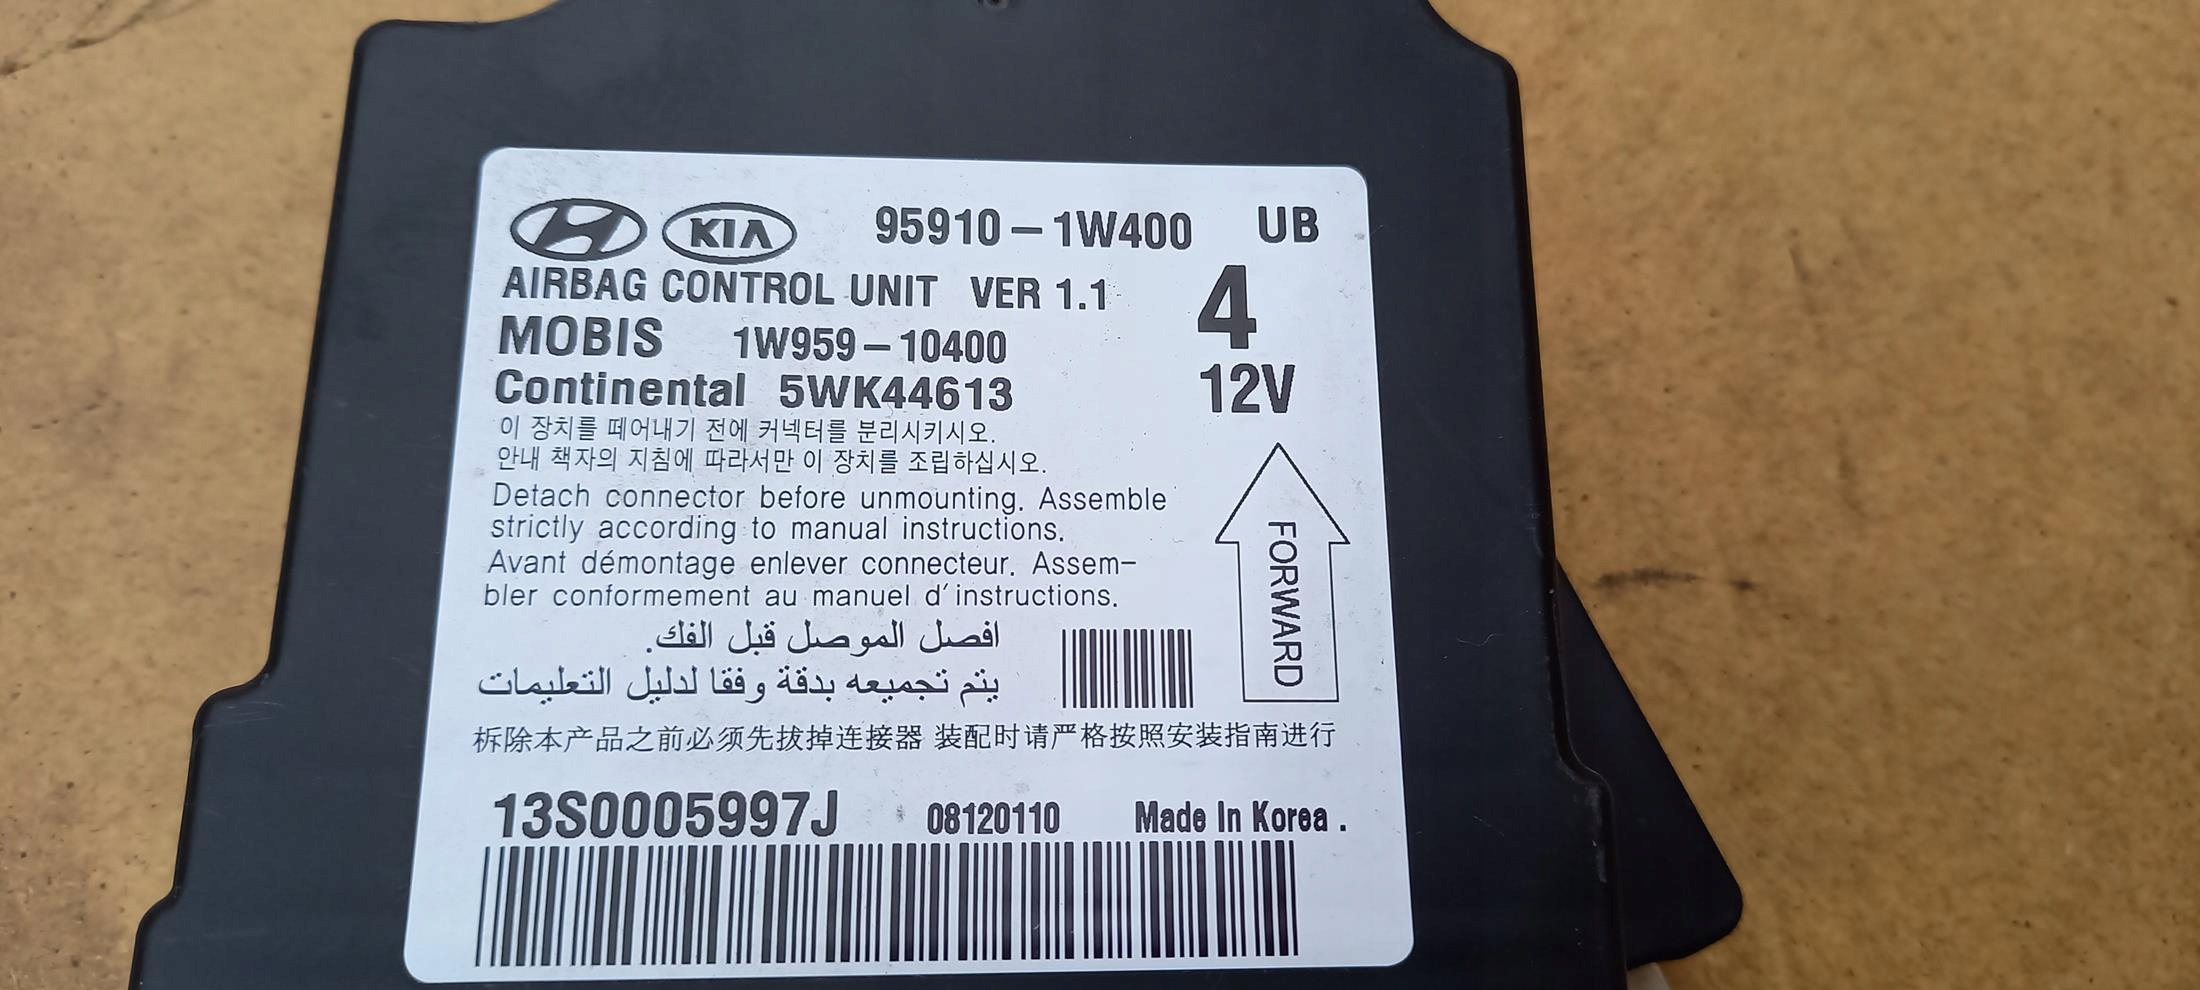 KIA 95910-1W400 UB
AIRBAG CONTROL UNIT VER 1.1
4
MOBIS 1W959-10400
Continental 5WK44613
12V
이 장치를 떼어내기 전에 커넥터를 분리시키시오.
안내 책자의 지침에 따라서만 이 장치를 조립하십시오.
Detach connector before unmounting. Assemble
strictly according to manual instructions.
Avant démontage enlever connecteur. Assem-
bler conformement au manuel d'instructions.
FORWARD
افصل الموصل قبل الفك.
يتم تجميعه بدقة وفقا لدليل التعليمات
柝除本产品之前必须先拔掉连接器 装配时请严格按照安装指南进行
13S0005997J 08120110 Made In Korea .